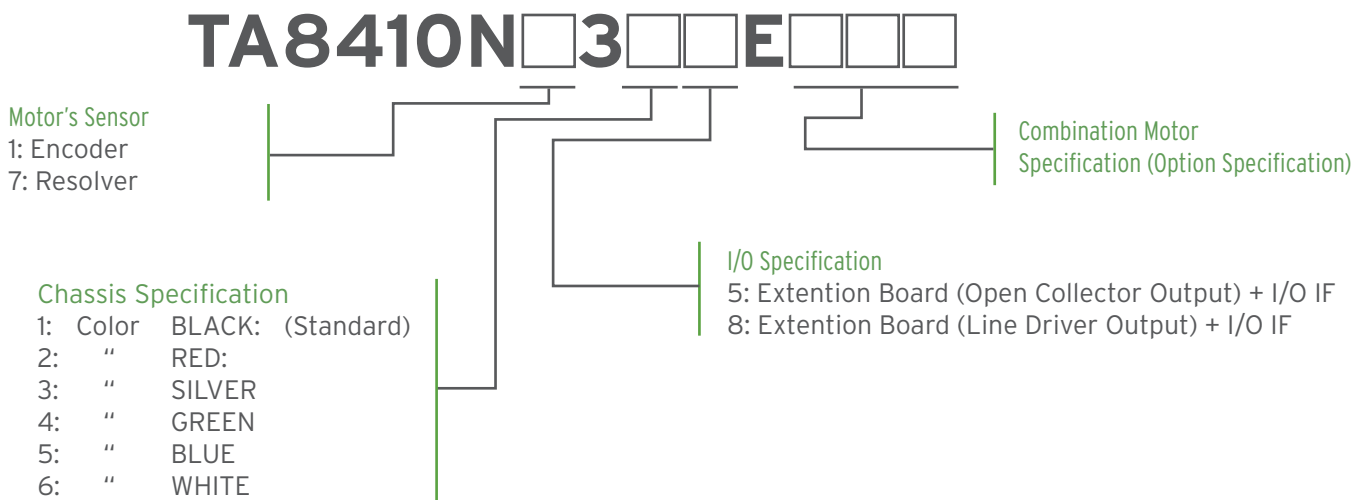 TA8410N□3□□E□□□
Motor's Sensor
1: Encoder
7: Resolver
Combination Motor
Specification (Option Specification)
I/O Specification
5: Extention Board (Open Collector Output) + I/O IF
8: Extention Board (Line Driver Output) + I/O IF
Chassis Specification
1: Color BLACK: (Standard)
2: “ RED:
3: “ SILVER
4: “ GREEN
5: “ BLUE
6: “ WHITE